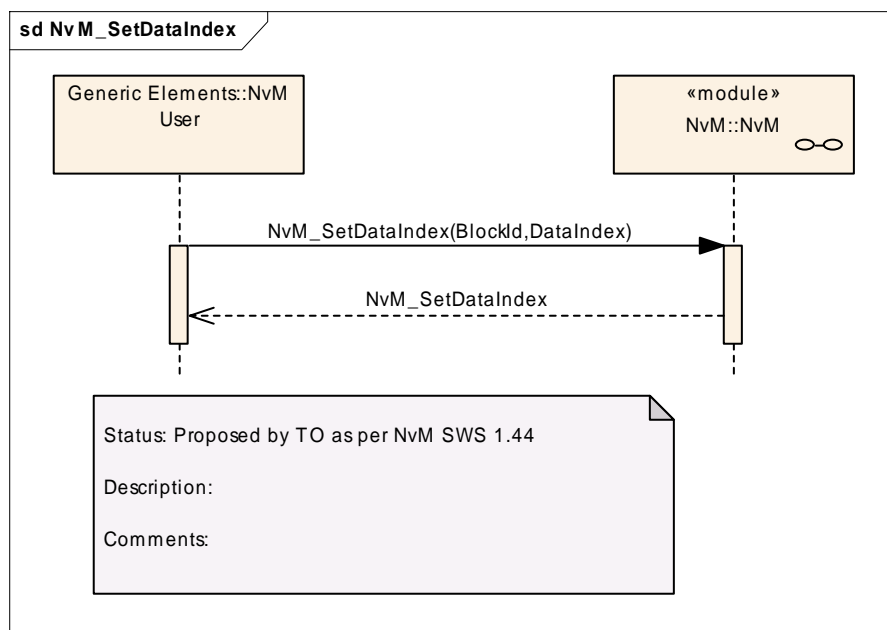 sd NvM_SetDataIndex
Generic Elements::NvM
User
«module»
NvM::NvM
NvM_SetDataIndex(BlockId,DataIndex)
NvM_SetDataIndex
Status: Proposed by TO as per NvM SWS 1.44
Description:
Comments: